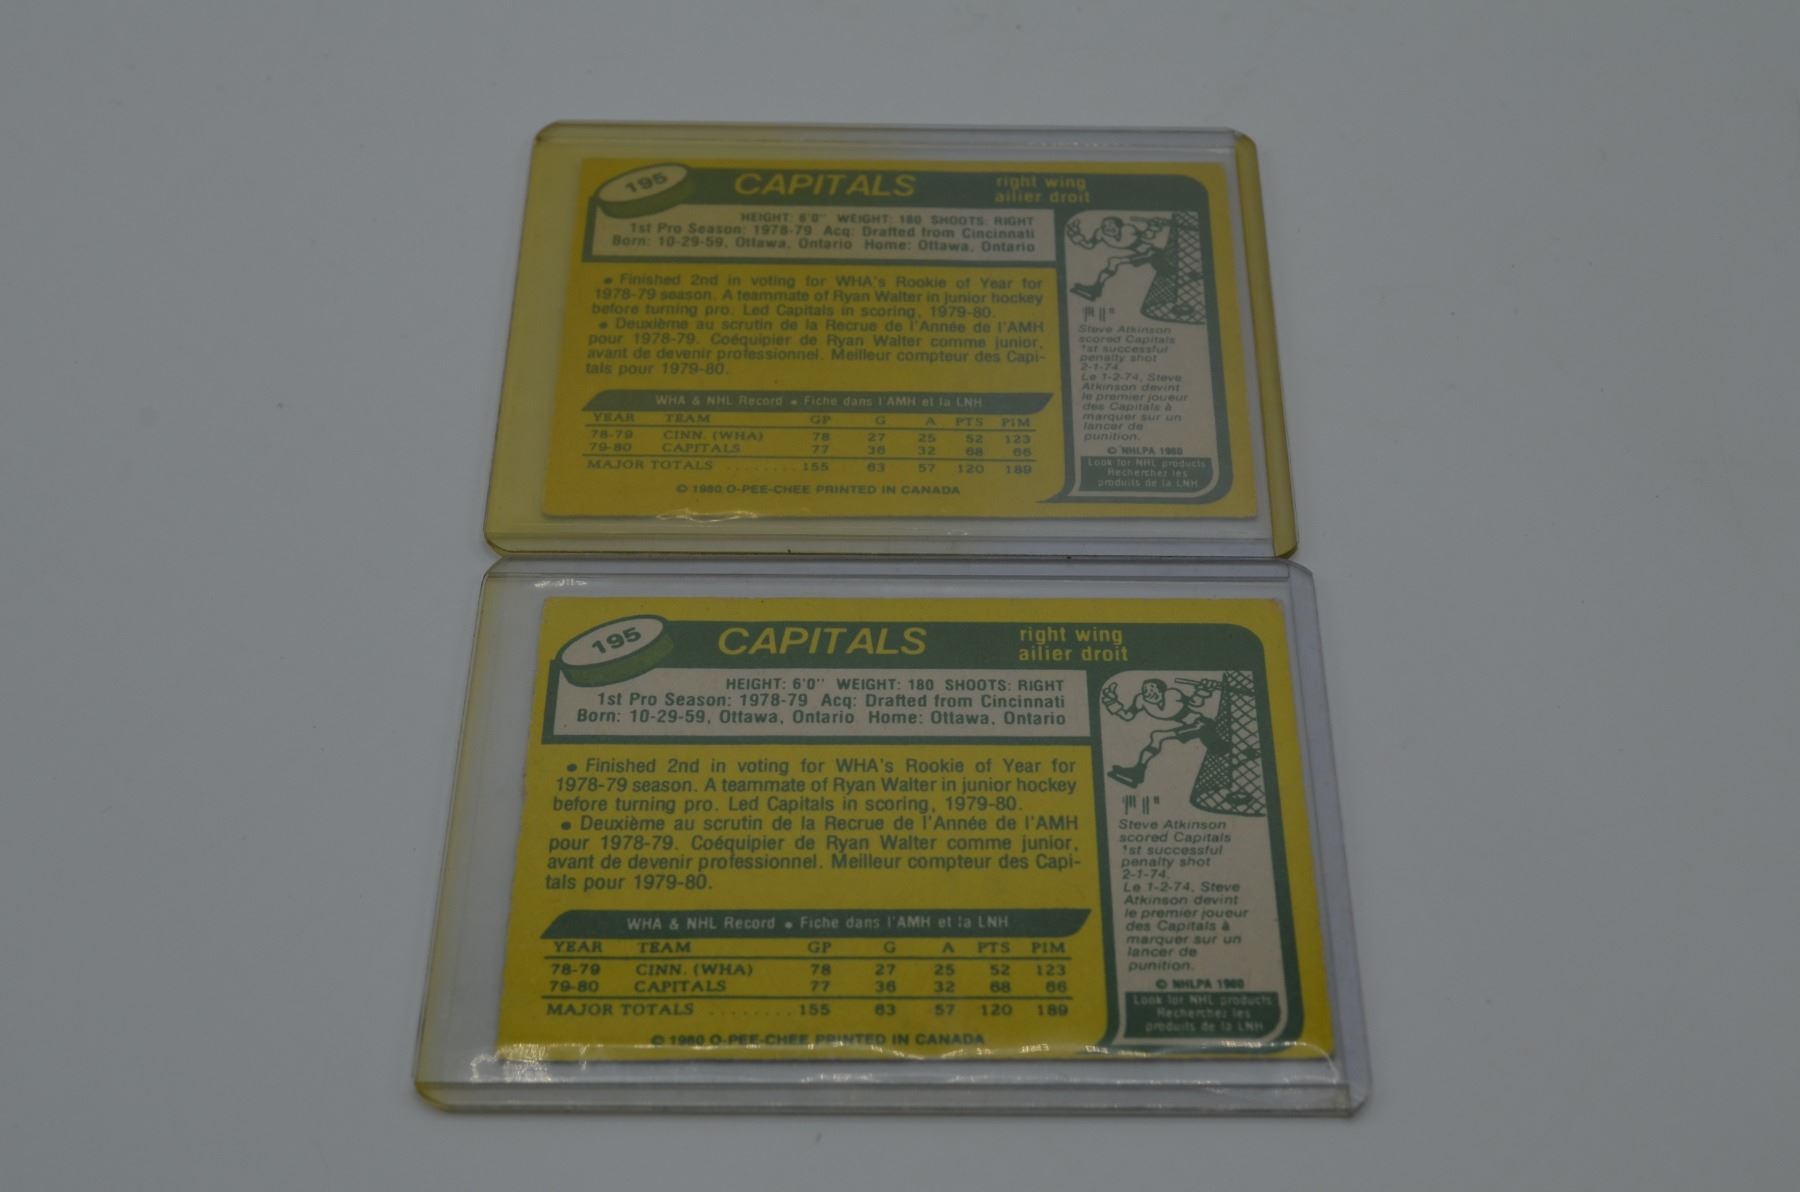 195
CAPITALS
right wing
ailier droit
HEIGHT: 6'0" WEIGHT: 180 SHOOTS: RIGHT
1st Pro Season: 1978-79 Acq: Drafted from Cincinnati
Born: 10-29-59, Ottawa, Ontario Home: Ottawa, Ontario
• Finished 2nd in voting for WHA's Rookie of Year for
1978-79 season. A teammate of Ryan Walter in junior hockey
before turning pro. Led Capitals in scoring, 1979-80.
• Deuxième au scrutin de la Recrue de l'Année de l'AMH
pour 1978-79. Coéquipier de Ryan Walter comme junior,
avant de devenir professionnel. Meilleur compteur des Capi-
tals pour 1979-80.
WHA & NHL Record • Fiche dans l'AMH et la LNH
YEAR TEAM GP G A PTS PIM
78-79 CINN. (WHA) 78 27 25 52 123
79-80 CAPITALS 77 36 32 68 66
MAJOR TOTALS ........ 155 63 57 120 189
© 1980 O-PEE-CHEE PRINTED IN CANADA
Steve Atkinson
scored Capitals
1st successful
penalty shot
2-1-74.
Le 1-2-74, Steve
Atkinson devint
le premier joueur
des Capitals à
marquer sur un
lancer de
punition.
© NHLPA 1980
Look for NHL products
Recherchez les
produits de la LNH
195
CAPITALS
right wing
ailier droit
HEIGHT: 6'0" WEIGHT: 180 SHOOTS: RIGHT
1st Pro Season: 1978-79 Acq: Drafted from Cincinnati
Born: 10-29-59, Ottawa, Ontario Home: Ottawa, Ontario
• Finished 2nd in voting for WHA's Rookie of Year for
1978-79 season. A teammate of Ryan Walter in junior hockey
before turning pro. Led Capitals in scoring, 1979-80.
• Deuxième au scrutin de la Recrue de l'Année de l'AMH
pour 1978-79. Coéquipier de Ryan Walter comme junior,
avant de devenir professionnel. Meilleur compteur des Capi-
tals pour 1979-80.
WHA & NHL Record • Fiche dans l'AMH et la LNH
YEAR TEAM GP G A PTS PIM
78-79 CINN. (WHA) 78 27 25 52 123
79-80 CAPITALS 77 36 32 68 66
MAJOR TOTALS ........ 155 63 57 120 189
© 1980 O-PEE-CHEE PRINTED IN CANADA
Steve Atkinson
scored Capitals
1st successful
penalty shot
2-1-74.
Le 1-2-74, Steve
Atkinson devint
le premier joueur
des Capitals à
marquer sur un
lancer de
punition.
© NHLPA 1980
Look for NHL products
Recherchez les
produits de la LNH